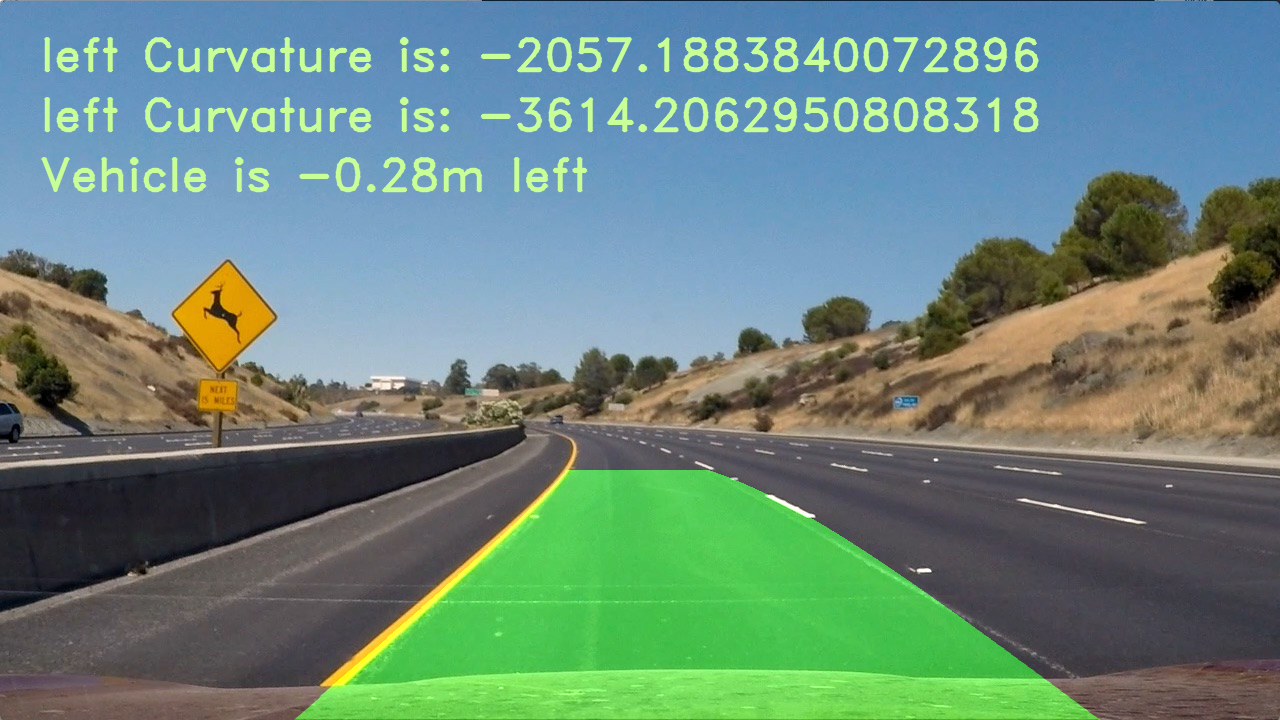 left Curvature is: -2057.1883840072896
left Curvature is: -3614.2062950808318
Vehicle is -0.28m left
NEXT
15 MILES